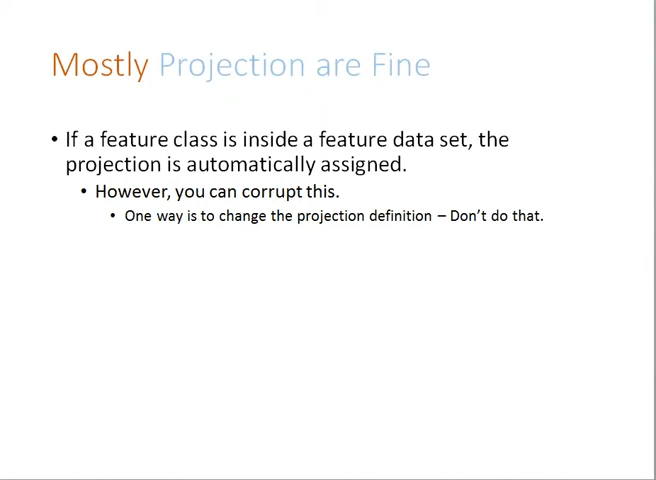 Mostly Projection are Fine
• If a feature class is inside a feature data set, the
projection is automatically assigned.
• However, you can corrupt this.
• One way is to change the projection definition – Don't do that.